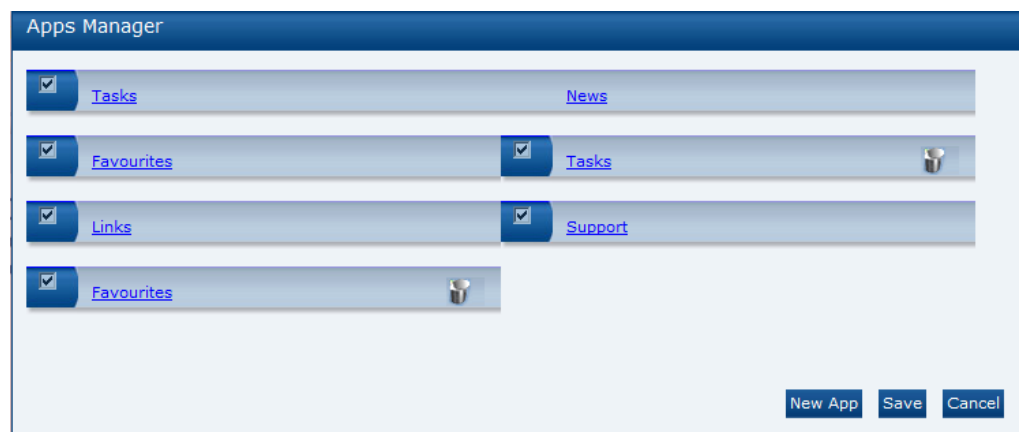 Apps Manager
Tasks News
Favourites Tasks
Links Support
Favourites
New App Save Cancel